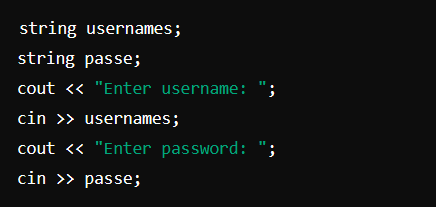 string usernames;
string passe;
cout << "Enter username: ";
cin >> usernames;
cout << "Enter password: ";
cin >> passe;